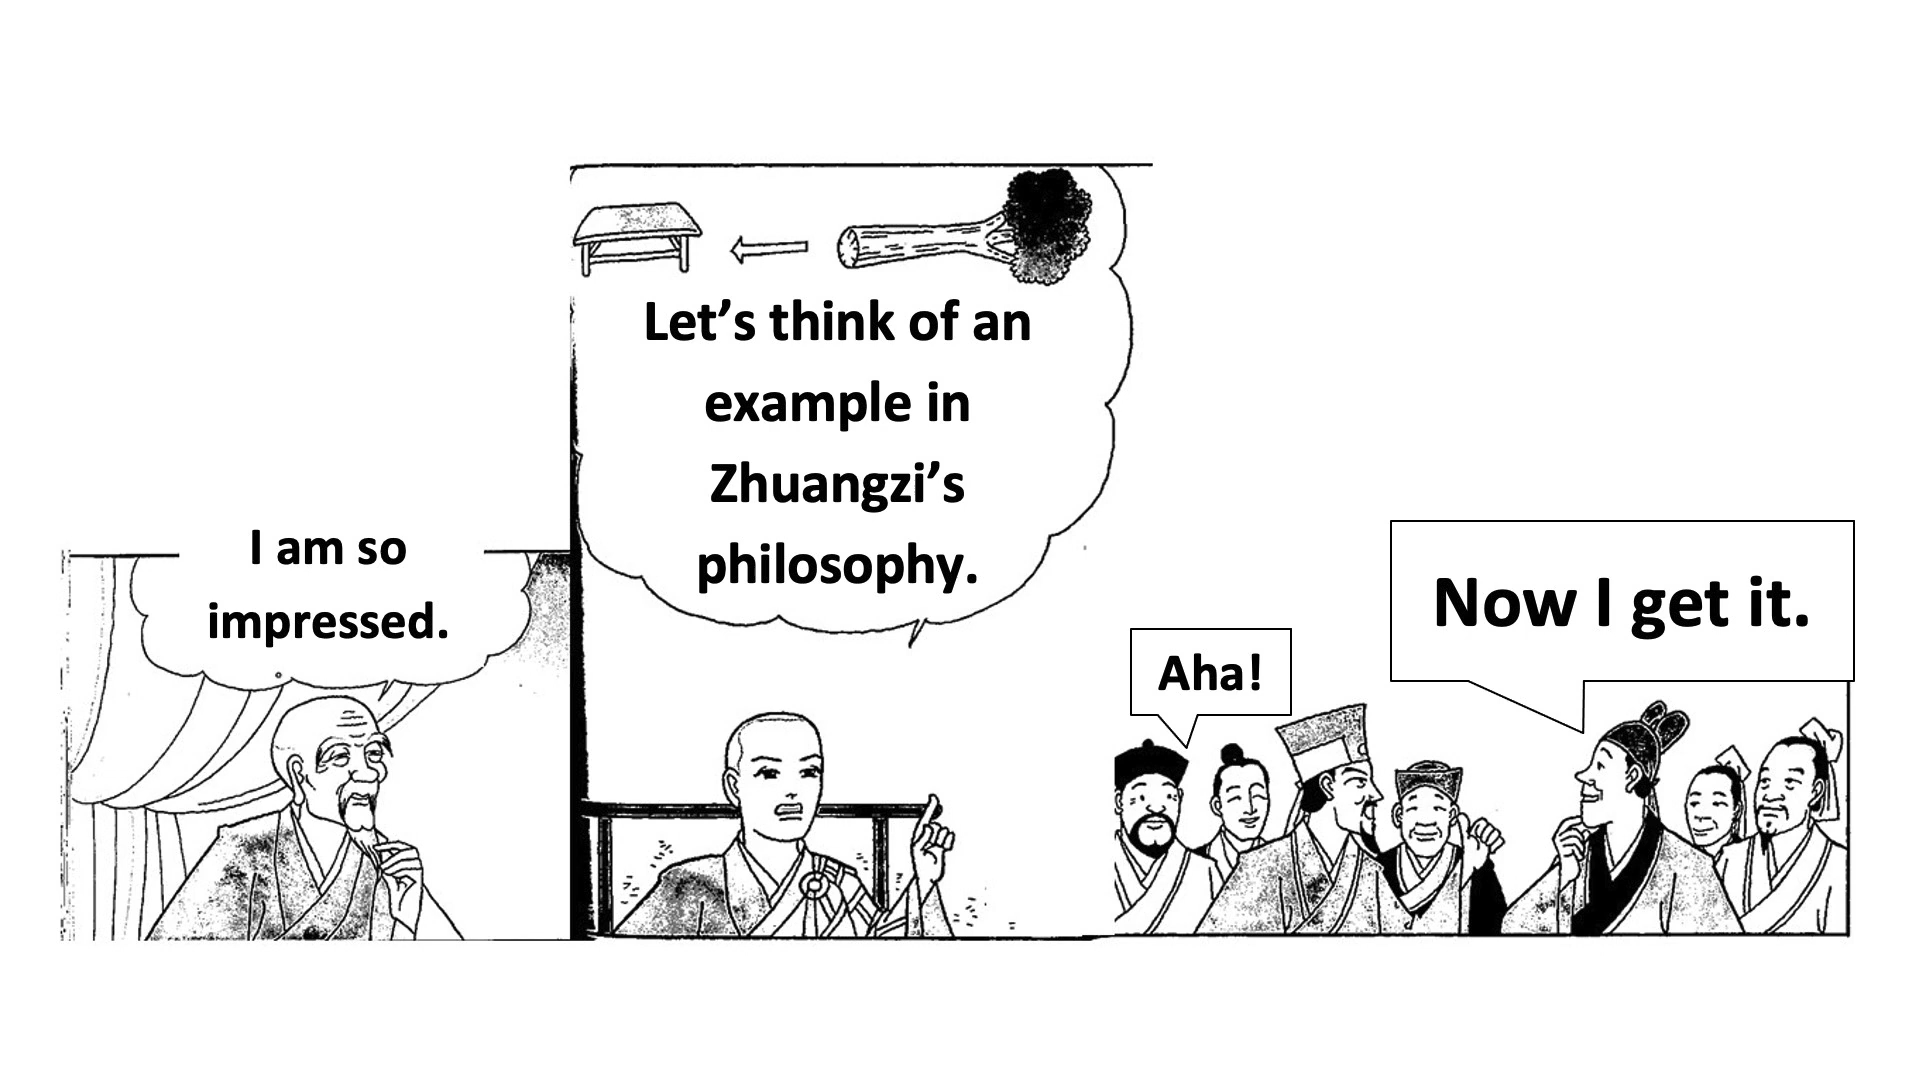 I am so
impressed.
Let’s think of an
example in
Zhuangzi’s
philosophy.
Aha!
Now I get it.